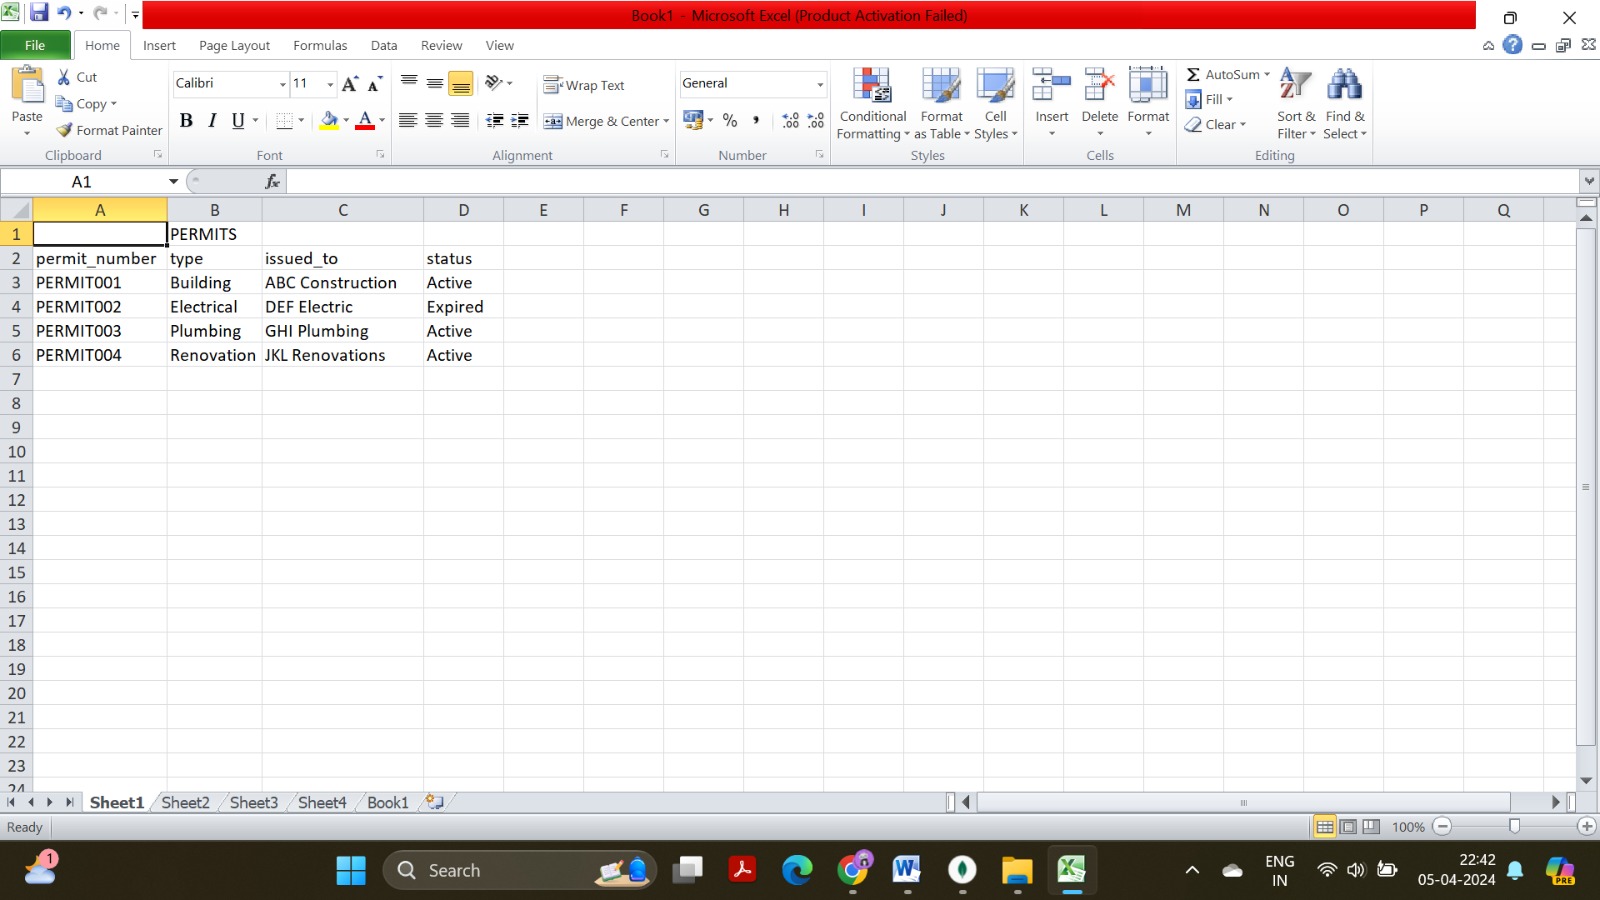 Book1 - Microsoft Excel (Product Activation Failed)
File Home Insert Page Layout Formulas Data Review View
Paste
Cut
Copy
Format Painter
Clipboard
Calibri 11
B I U
Font
Wrap Text
Merge & Center
Alignment
General
%
Number
Conditional Formatting
Format as Table
Cell Styles
Styles
Insert Delete Format
Cells
AutoSum
Fill
Clear
Sort & Filter
Find & Select
Editing
A1 fx
A B C D E F G H I J K L M N O P Q
1 PERMITS
2 permit_number type issued_to status
3 PERMIT001 Building ABC Construction Active
4 PERMIT002 Electrical DEF Electric Expired
5 PERMIT003 Plumbing GHI Plumbing Active
6 PERMIT004 Renovation JKL Renovations Active
7
8
9
10
11
12
13
14
15
16
17
18
19
20
21
22
23
24
Sheet1 Sheet2 Sheet3 Sheet4 Book1
Ready 100%
1 Search ENG IN 22:42 05-04-2024 PRE